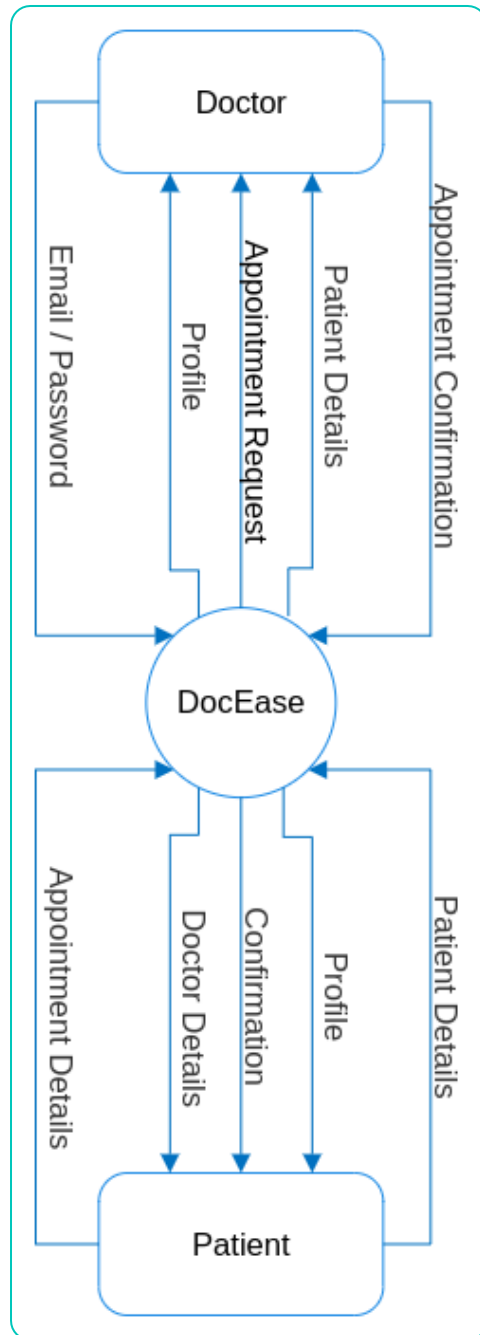 Doctor
Email / Password
Profile
Appointment Request
Patient Details
Appointment Confirmation
DocEase
Appointment Details
Doctor Details
Confirmation
Profile
Patient Details
Patient